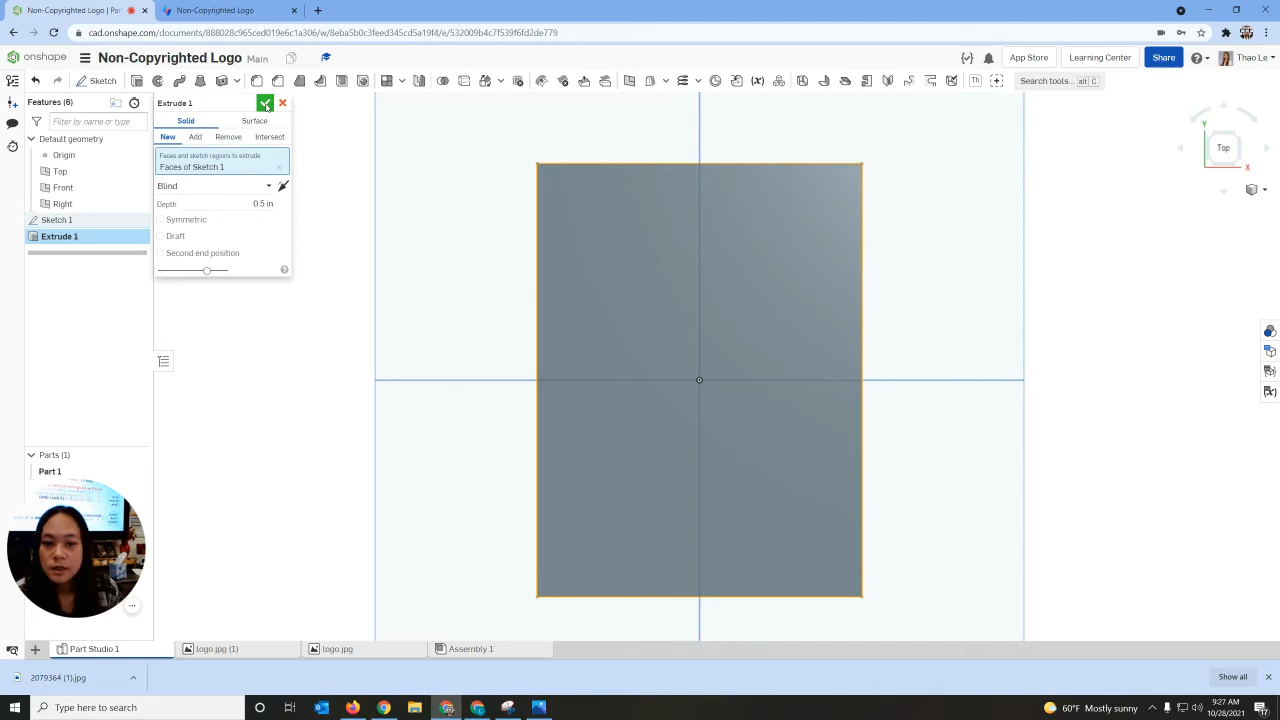 Non-Copyrighted Logo | Part Studio 1
Non-Copyrighted Logo
cad.onshape.com/documents/888028c965ced0019c1a306/w/8eba5b0c3feed345cd5a19f4/e/532009b4c7f539f6fd2de779
onshape
Non-Copyrighted Logo Main
App Store
Learning Center
Share
Thao Le
Sketch
Search tools... alt C
Features (6)
Filter by name or type
Default geometry
Origin
Top
Front
Right
Sketch 1
Extrude 1
Extrude 1
Solid Surface
New Add Remove Intersect
Faces and sketch regions to extrude
Faces of Sketch 1
Blind
Depth 0.5 in
Symmetric
Draft
Second end position
Y
Top
X
Parts (1)
Part 1
Part Studio 1
logo.jpg (1)
logo.jpg
Assembly 1
2079364 (1).jpg
Show all
Type here to search
60°F Mostly sunny
9:27 AM
10/28/2021